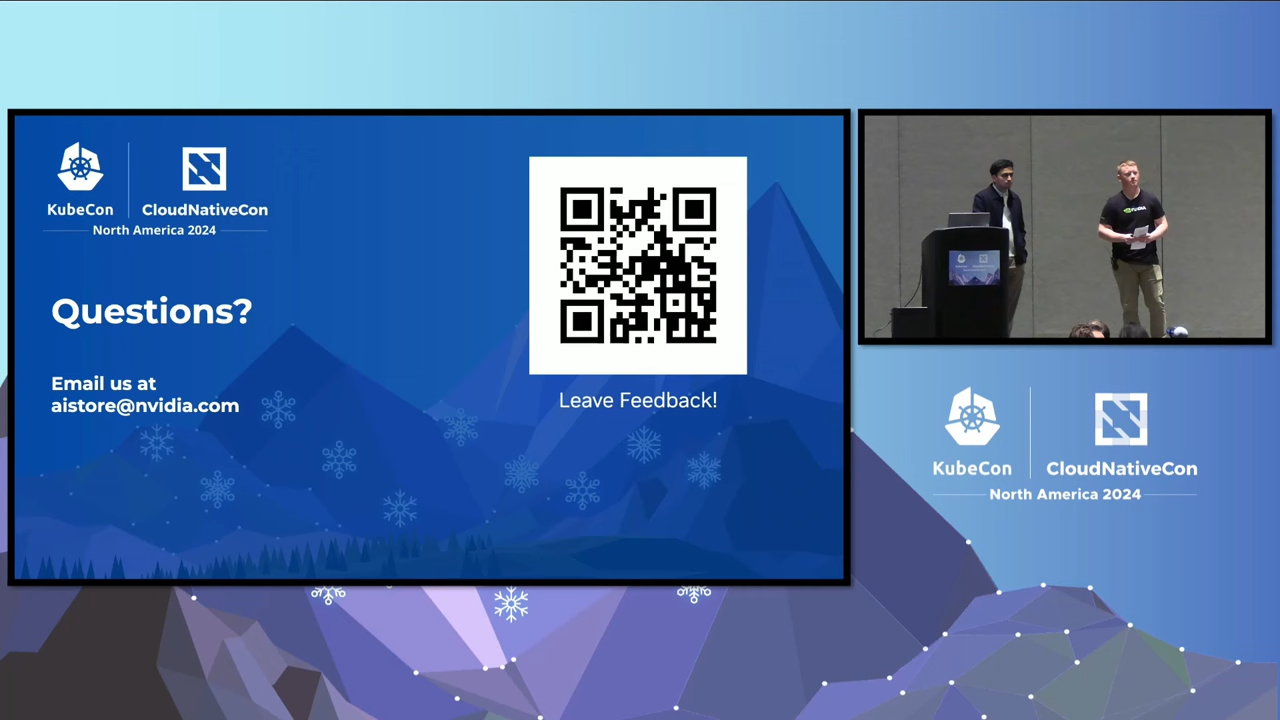 KubeCon
CloudNativeCon
North America 2024
Questions?
Email us at
aistore@nvidia.com
Leave Feedback!
NVIDIA
KubeCon
CloudNativeCon
North America 2024